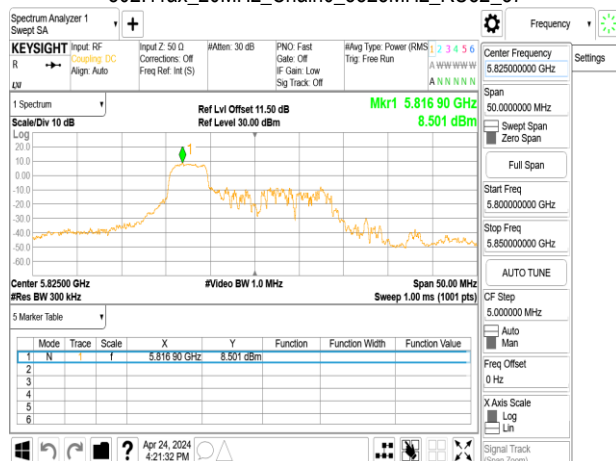 Spectrum Analyzer 1
Swept SA
Frequency
Settings
KEYSIGHT
R
Input: RF
Coupling: DC
Align: Auto
Input Z: 50 Ω
Corrections: Off
Freq Ref: Int (S)
#Atten: 30 dB
PNO: Fast
Gate: Off
IF Gain: Low
Sig Track: Off
#Avg Type: Power (RMS
Trig: Free Run
1 2 3 4 5 6
A W W W W W
A N N N N N
1 Spectrum
Scale/Div 10 dB
Ref Lvl Offset 11.50 dB
Ref Level 30.00 dBm
Mkr1 5.816 90 GHz
8.501 dBm
Log
20.0
10.0
0.00
-10.0
-20.0
-30.0
-40.0
-50.0
-60.0
1
Center 5.82500 GHz
#Res BW 300 kHz
#Video BW 1.0 MHz
Span 50.00 MHz
Sweep 1.00 ms (1001 pts)
5 Marker Table
Mode Trace Scale X Y Function Function Width Function Value
1 N 1 f 5.816 90 GHz 8.501 dBm
2
3
4
5
6
Apr 24, 2024
4:21:32 PM
Center Frequency
5.825000000 GHz
Span
50.0000000 MHz
Swept Span
Zero Span
Full Span
Start Freq
5.800000000 GHz
Stop Freq
5.850000000 GHz
AUTO TUNE
CF Step
5.000000 MHz
Auto
Man
Freq Offset
0 Hz
X Axis Scale
Log
Lin
Signal Track
(Span Zoom)